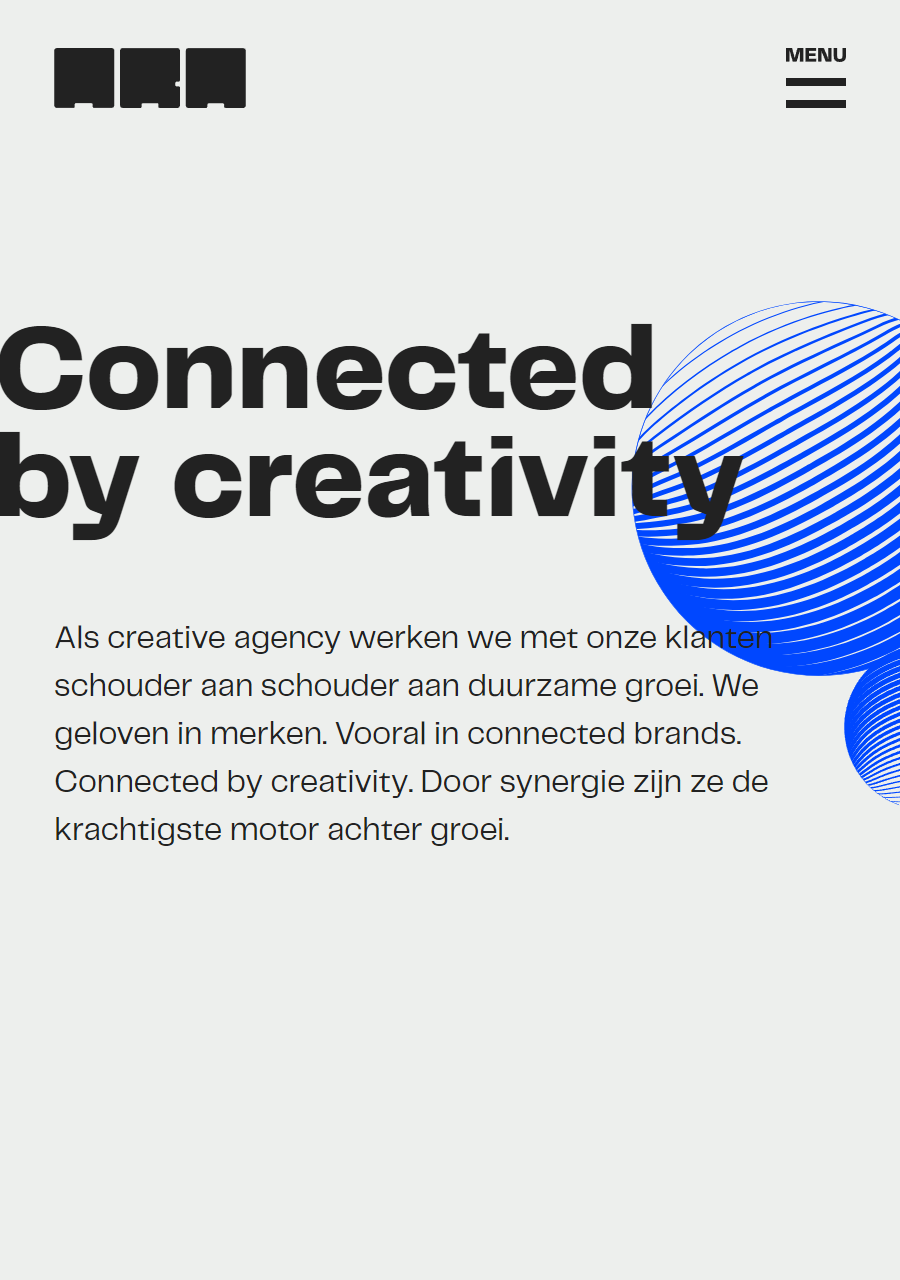 ARA
MENU
Connected
by creativity
Als creative agency werken we met onze klanten
schouder aan schouder aan duurzame groei. We
geloven in merken. Vooral in connected brands.
Connected by creativity. Door synergie zijn ze de
krachtigste motor achter groei.